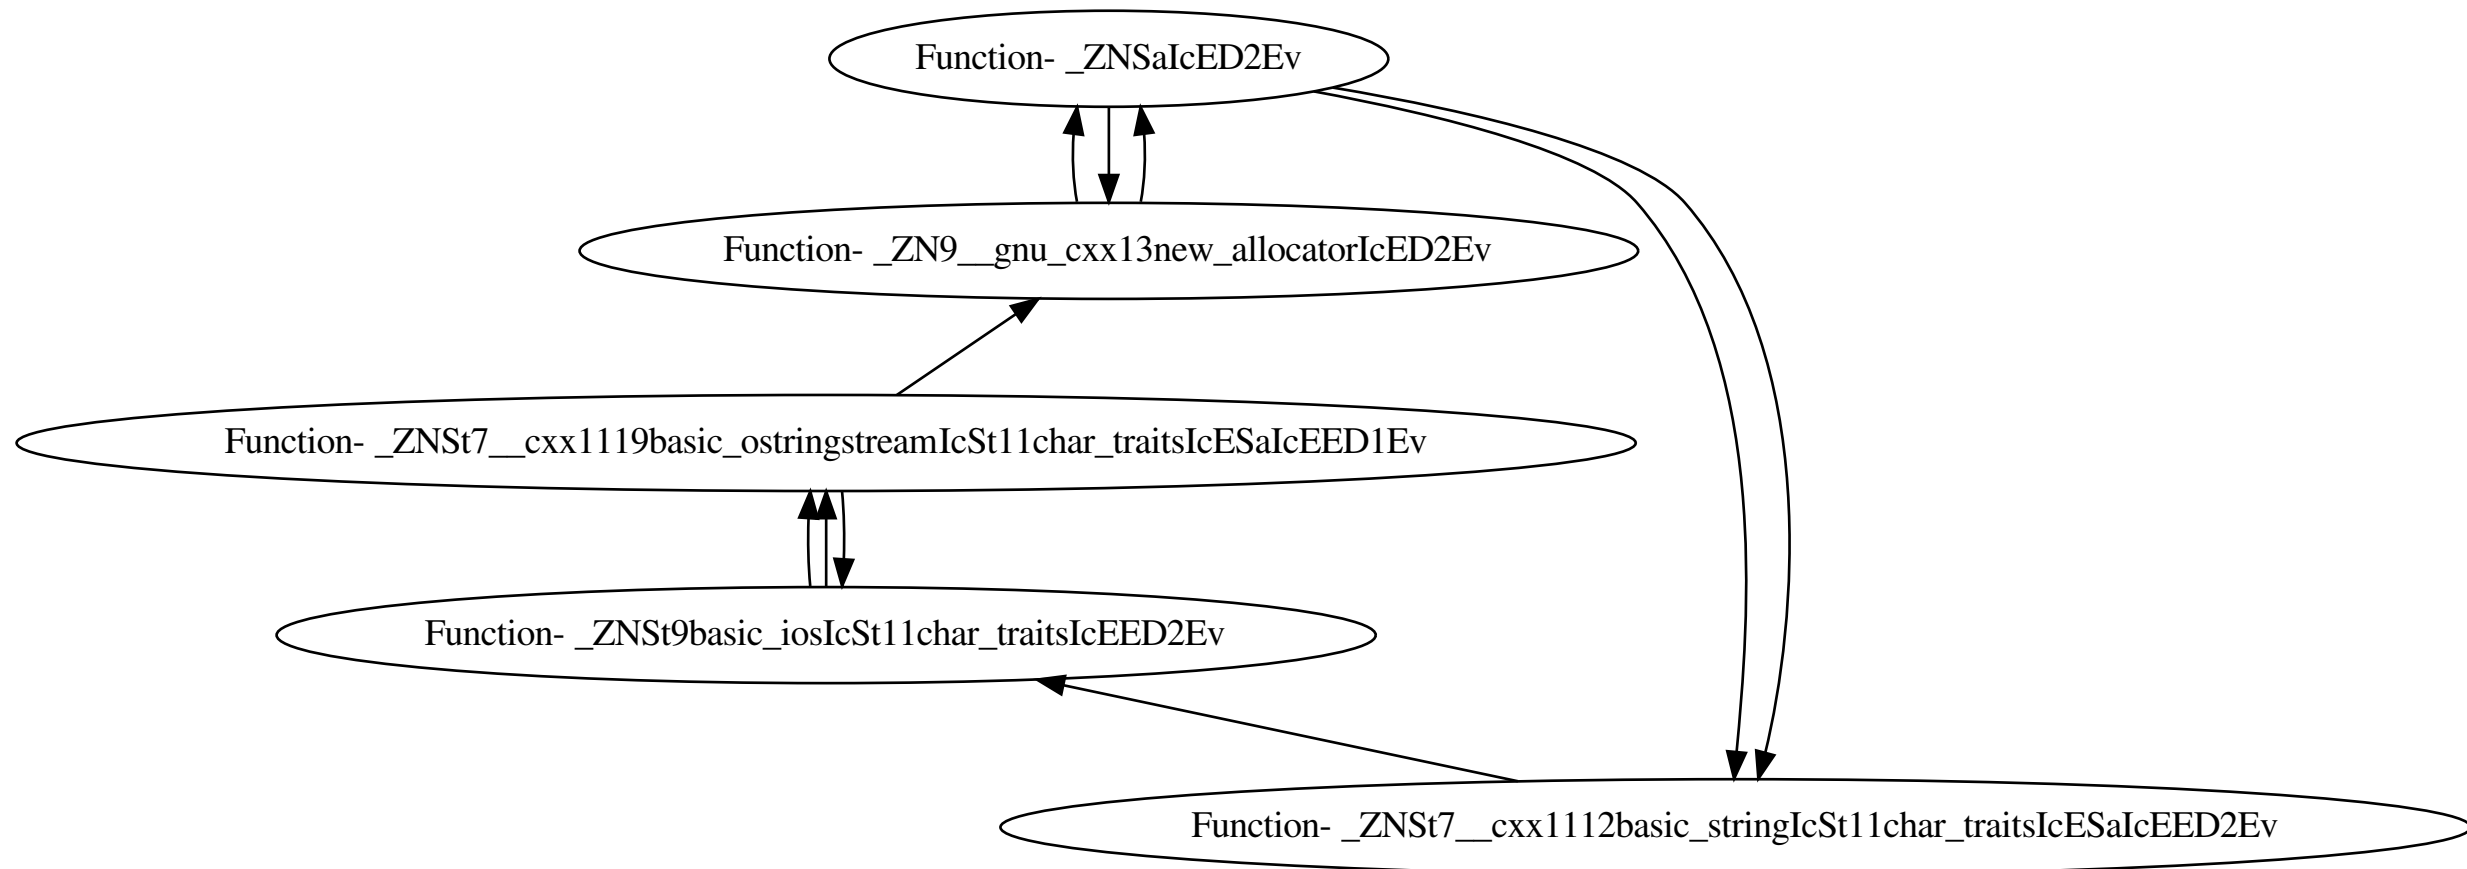 Function- _ZNSaIcED2Ev
Function- _ZN9__gnu_cxx13new_allocatorIcED2Ev
Function- _ZNSt7__cxx1119basic_ostringstreamIcSt11char_traitsIcESaIcEED1Ev
Function- _ZNSt9basic_iosIcSt11char_traitsIcEED2Ev
Function- _ZNSt7__cxx1112basic_stringIcSt11char_traitsIcESaIcEED2Ev